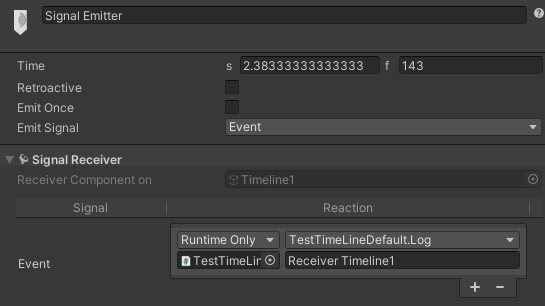 Signal Emitter
Time s 2.38333333333333 f 143
Retroactive
Emit Once
Emit Signal Event
Signal Receiver
Receiver Component on Timeline1
Signal Reaction
Runtime Only TestTimeLineDefault.Log
Event TestTimeLin Receiver Timeline1